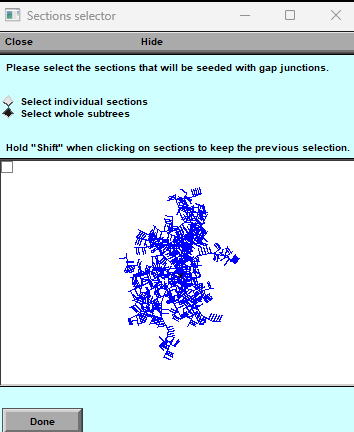 Sections selector
Close Hide
Please select the sections that will be seeded with gap junctions.
Select individual sections
Select whole subtrees
Hold "Shift" when clicking on sections to keep the previous selection.
Done